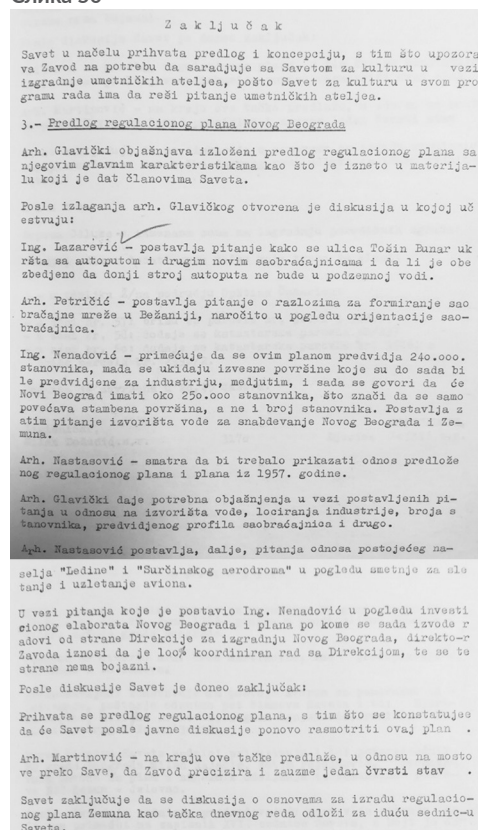 Слика 56
Z a k l j u č a k
Savet u načelu prihvata predlog i koncepciju, s tim što upozora
va Zavod na potrebu da saradjuje sa Savetom za kulturu u vezi
izgradnje umetničkih ateljea, pošto Savet za kulturu u svom pro
gramu rada ima da reši pitanje umetničkih ateljea.
3.- Predlog regulacionog plana Novog Beograda
Arh. Glavički objašnjava izloženi predlog regulacionog plana sa
njegovim glavnim karakteristikama kao što je izneto u materija-
lu koji je dat članovima Saveta.
Posle izlaganja arh. Glavičkog otvorena je diskusija u kojoj uč
estvuju:
Ing. Lazarević - postavlja pitanje kako se ulica Tošin Bunar uk
ršta sa autoputom i drugim novim saobraćajnicama i da li je obe
zbedjeno da donji stroj autoputa ne bude u podzemnoj vodi.
Arh. Petričić - postavlja pitanje o razlozima za formiranje sao
braćajne mreže u Bežaniji, naročito u pogledu orijentacije sao-
braćajnica.
Ing. Nenadović - primećuje da se ovim planom predvidja 24o.ooo.
stanovnika, mada se ukidaju izvesne površine koje su do sada bi
le predvidjene za industriju, medjutim, i sada se govori da će
Novi Beograd imati oko 25o.ooo stanovnika, što znači da se samo
povećava stambena površina, a ne i broj stanovnika. Postavlja z
atim pitanje izvorišta vode za snabdevanje Novog Beograda i Ze-
muna.
Arh. Nastasović - smatra da bi trebalo prikazati odnos predlože
nog regulacionog plana i plana iz 1957. godine.
Arh. Glavički daje potrebna objašnjenja u vezi postavljenih pi-
tanja u odnosu na izvorišta vode, lociranja industrije, broja s
tanovnika, predvidjenog profila saobraćajnica i drugo.
Arh. Nastasović postavlja, dalje, pitanja odnosa postojećeg na-
selja "Ledine" i "Surčinskog aerodroma" u pogledu smetnje za sle
tanje i uzletanje aviona.
U vezi pitanja koje je postavio Ing. Nenadović u pogledu investi
cionog elaborata Novog Beograda i plana po kome se sada izvode r
adovi od strane Direkcije za izgradnju Novog Beograda, direkto-r
Zavoda iznosi da je loo% koordiniran rad sa Direkcijom, te se te
strane nema bojazni.
Posle diskusije Savet je doneo zaključak:
Prihvata se predlog regulacionog plana, s tim što se konstatujee
da će Savet posle javne diskusije ponovo rasmotriti ovaj plan .
Arh. Martinović - na kraju ove tačke predlaže, u odnosu na mosto
ve preko Save, da Zavod precizira i zauzme jedan čvrsti stav .
Savet zaključuje da se diskusija o osnovama za izradu regulacio-
nog plana Zemuna kao tačka dnevnog reda odloži za iduću sednic-u
Saveta.